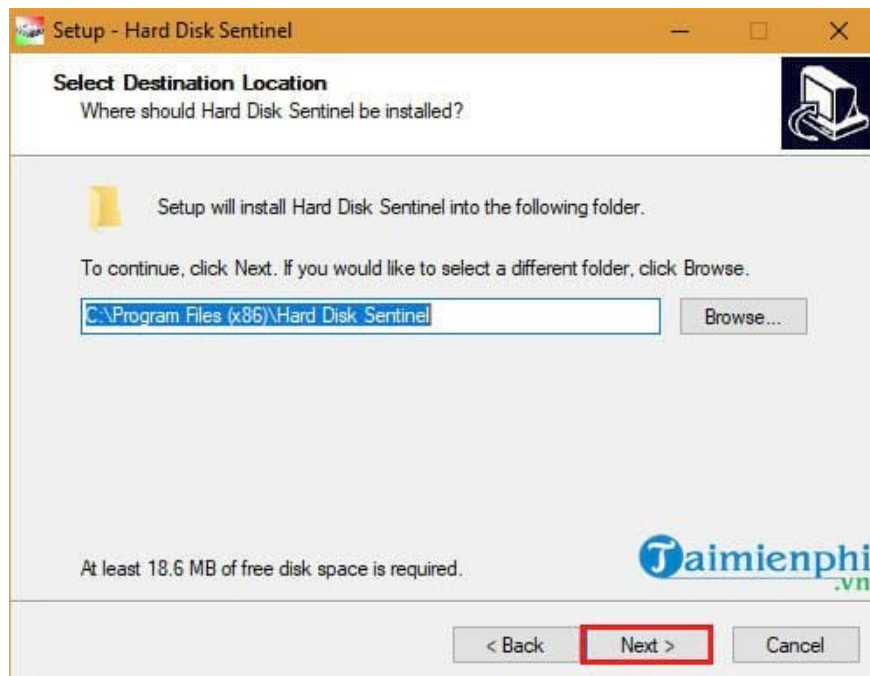 Setup - Hard Disk Sentinel
Select Destination Location
Where should Hard Disk Sentinel be installed?
Setup will install Hard Disk Sentinel into the following folder.
To continue, click Next. If you would like to select a different folder, click Browse.
C:\Program Files (x86)\Hard Disk Sentinel
Browse...
At least 18.6 MB of free disk space is required.
Taimienphi
.vn
< Back
Next >
Cancel